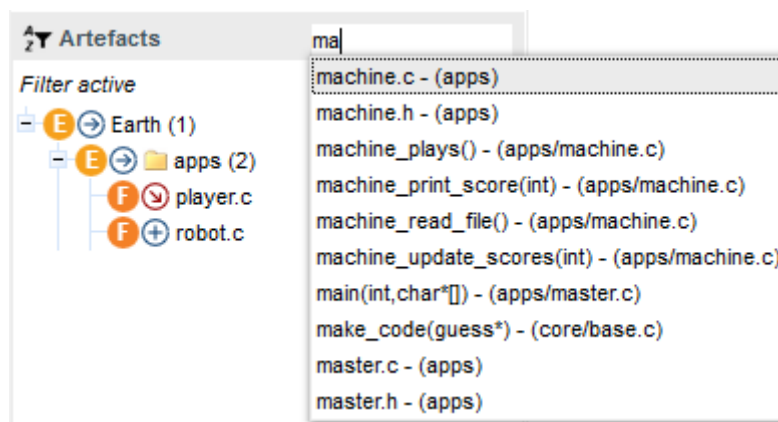 Artefacts
ma
Filter active
E Earth (1)
E apps (2)
F player.c
F robot.c
machine.c - (apps)
machine.h - (apps)
machine_plays() - (apps/machine.c)
machine_print_score(int) - (apps/machine.c)
machine_read_file() - (apps/machine.c)
machine_update_scores(int) - (apps/machine.c)
main(int,char*[]) - (apps/master.c)
make_code(guess*) - (core/base.c)
master.c - (apps)
master.h - (apps)